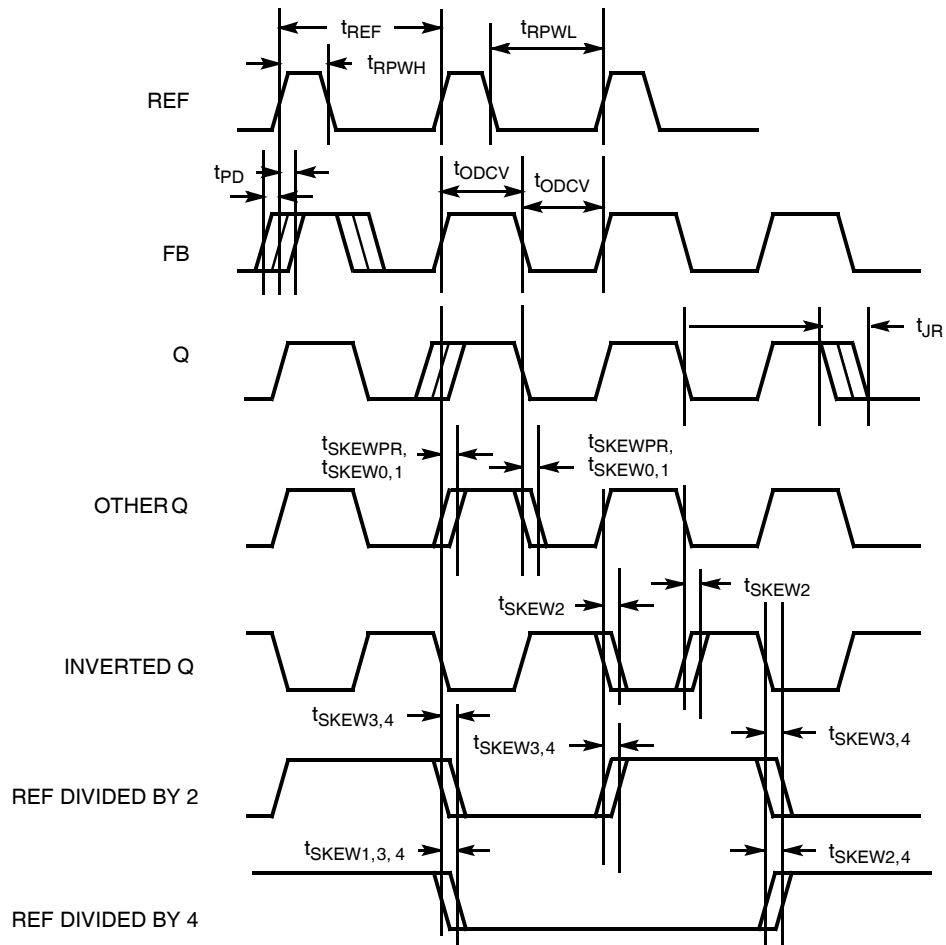 tREF
tRPWL
tRPWH
REF
tPD
tODCV
tODCV
FB
Q
tJR
tSKEWPR,
tSKEW0,1
tSKEWPR,
tSKEW0,1
OTHER Q
tSKEW2
tSKEW2
INVERTED Q
tSKEW3,4
tSKEW3,4
tSKEW3,4
REF DIVIDED BY 2
tSKEW1,3,4
tSKEW2,4
REF DIVIDED BY 4